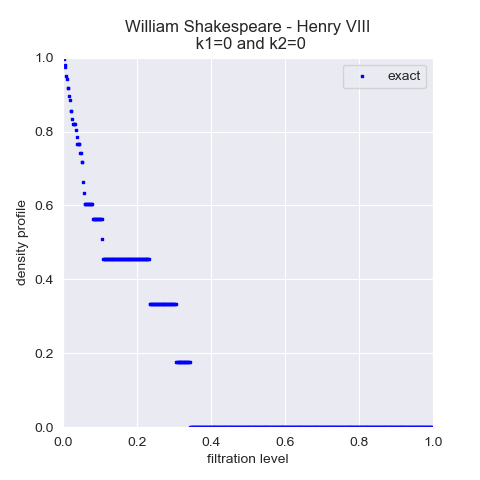 William Shakespeare - Henry VIII
k1=0 and k2=0
exact
density profile
1.0
0.8
0.6
0.4
0.2
0.0
0.0 0.2 0.4 0.6 0.8 1.0
filtration level